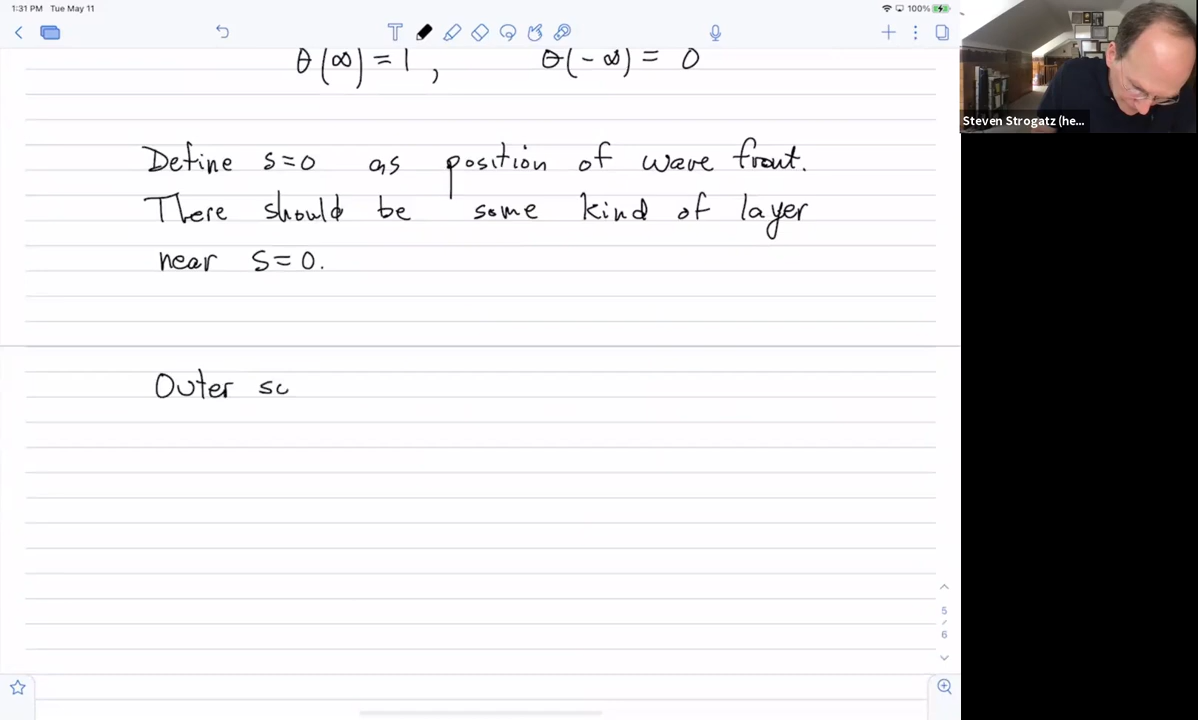 1:31 PM Tue May 11
100%
θ(∞) = 1, θ(-∞) = 0
Define s=0 as position of wave front.
There should be some kind of layer
near s=0.
Outer so
5
/
6
Steven Strogatz (he...